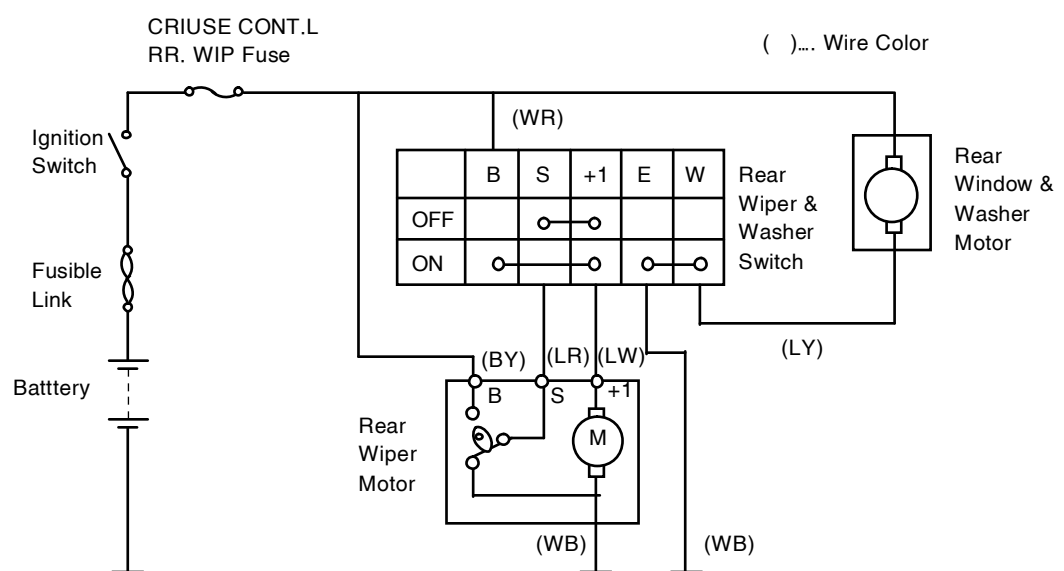 CRIUSE CONT.L
RR. WIP Fuse
(   ).... Wire Color
Ignition
Switch
(WR)
B S +1 E W
OFF
ON
Rear
Wiper &
Washer
Switch
Rear
Window &
Washer
Motor
Fusible
Link
(LY)
(BY) (LR) (LW)
Batttery
B S +1
Rear
Wiper
Motor
M
(WB) (WB)